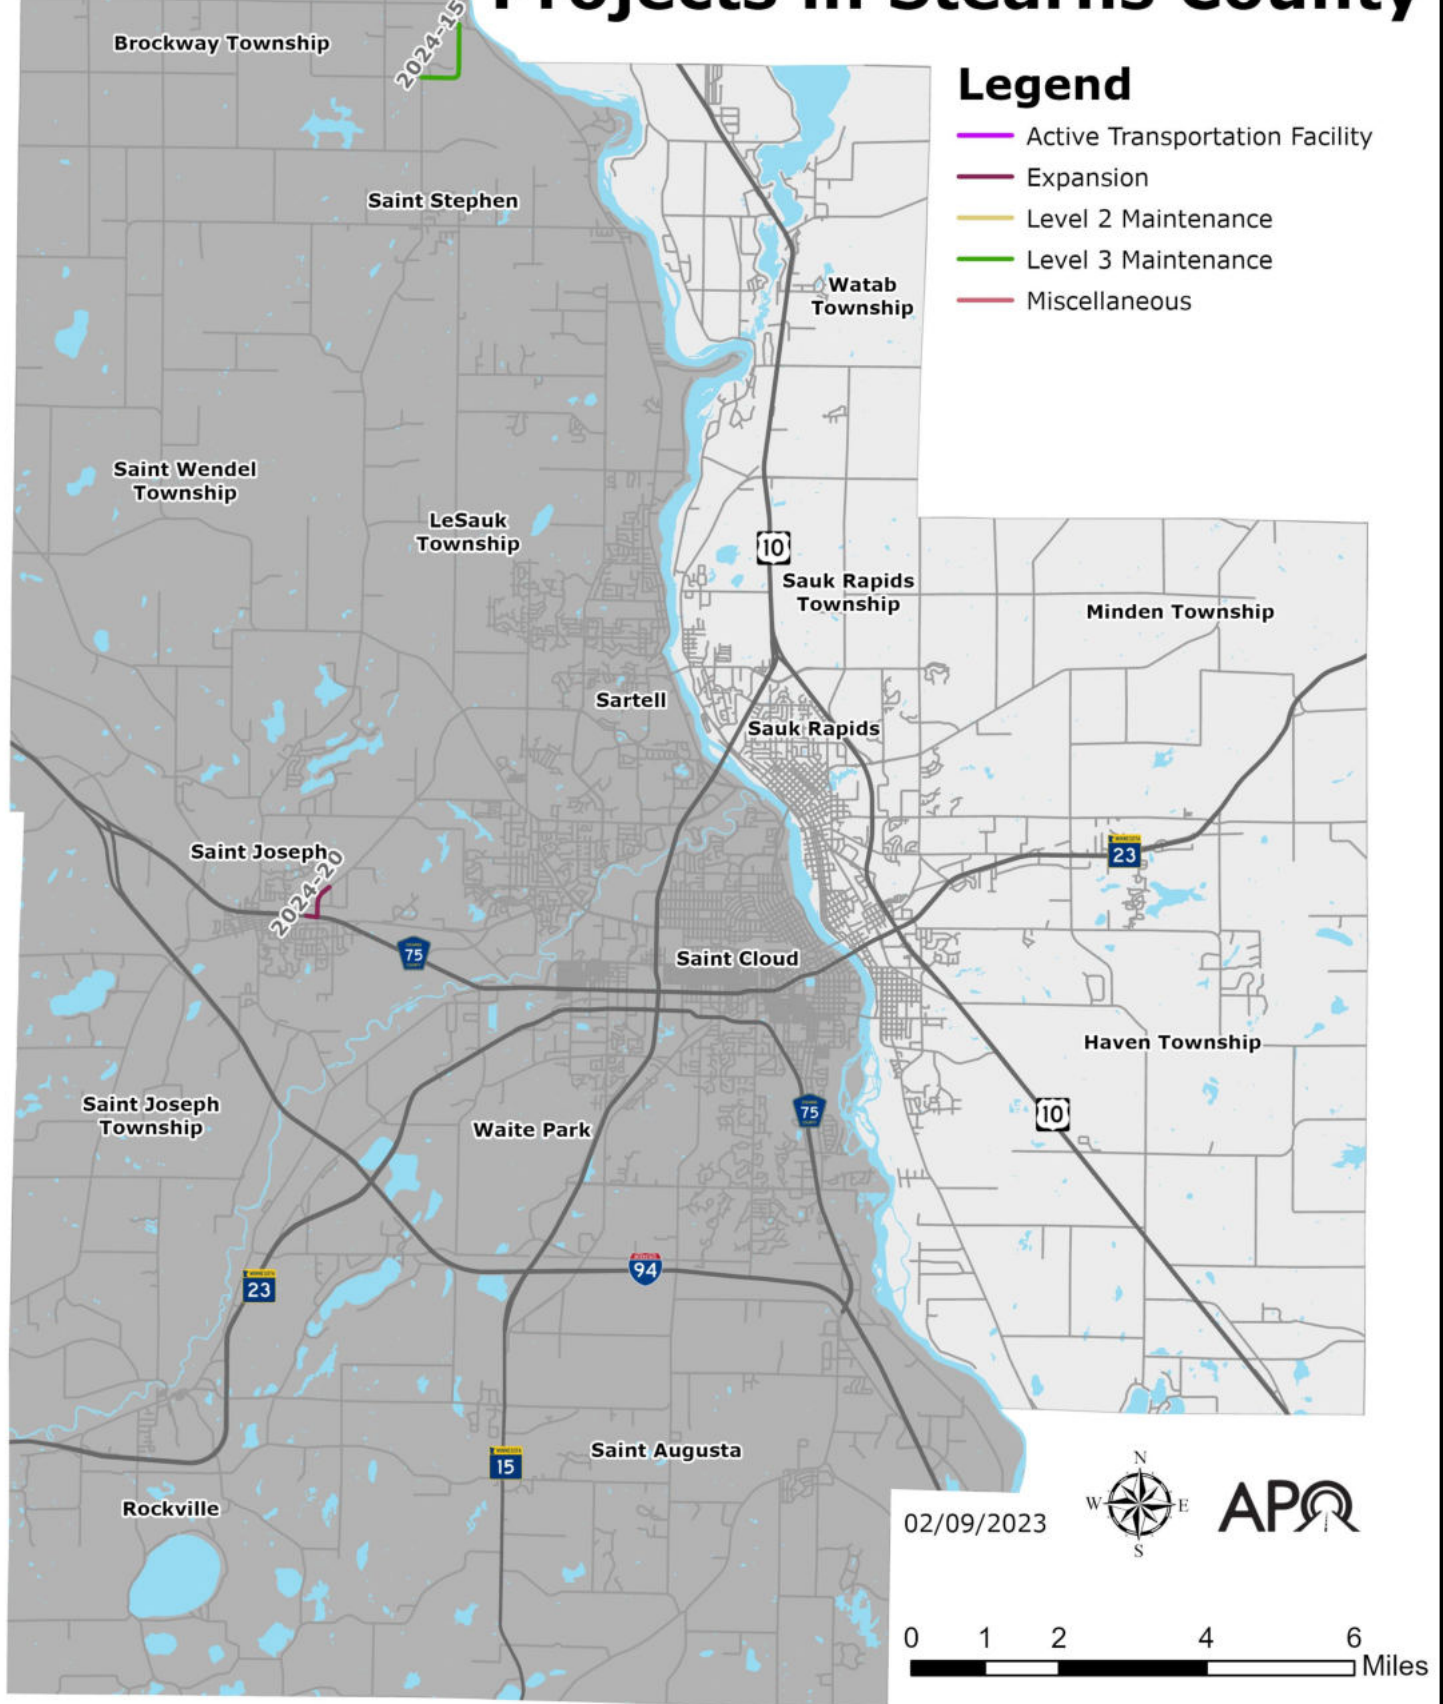 Projects in Stearns County
Brockway Township
2024-15
Legend
Active Transportation Facility
Expansion
Level 2 Maintenance
Level 3 Maintenance
Miscellaneous
Saint Stephen
Watab
Township
Saint Wendel
Township
LeSauk
Township
10
Sauk Rapids
Township
Minden Township
Sartell
Sauk Rapids
Saint Joseph
2024-20
MINNESOTA
23
75
Saint Cloud
Haven Township
Saint Joseph
Township
Waite Park
75
10
MINNESOTA
23
94
MINNESOTA
15
Saint Augusta
Rockville
02/09/2023
N
W
E
S
APO
0 1 2 4 6
Miles